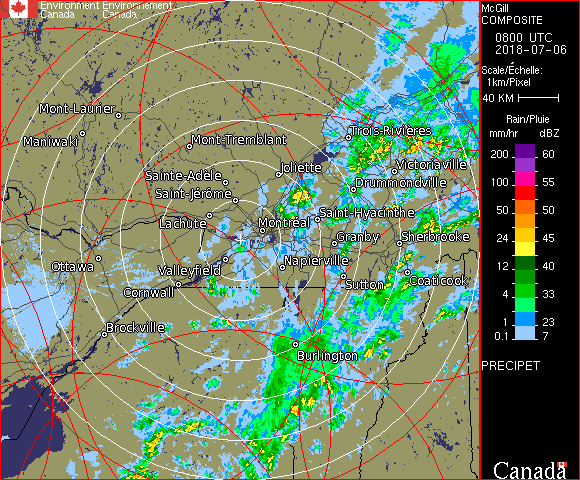 Environment Environnement
Canada Canada
McGill
COMPOSITE
0800 UTC
2018-07-06
Scale/Échelle:
1km/Pixel
40 KM
Rain/Pluie
mm/hr dBZ
200 60
100 55
50 50
24 45
12 40
4 33
1 23
0.1 7
PRECIPET
Canada
Mont-Laurier
Maniwaki
Mont-Tremblant
Trois-Rivières
Sainte-Adèle
Joliette
Victoriaville
Saint-Jérôme
Drummondville
Lachute
Montréal
Saint-Hyacinthe
Granby
Sherbrooke
Ottawa
Valleyfield
Napierville
Cornwall
Sutton
Coaticook
Brockville
Burlington